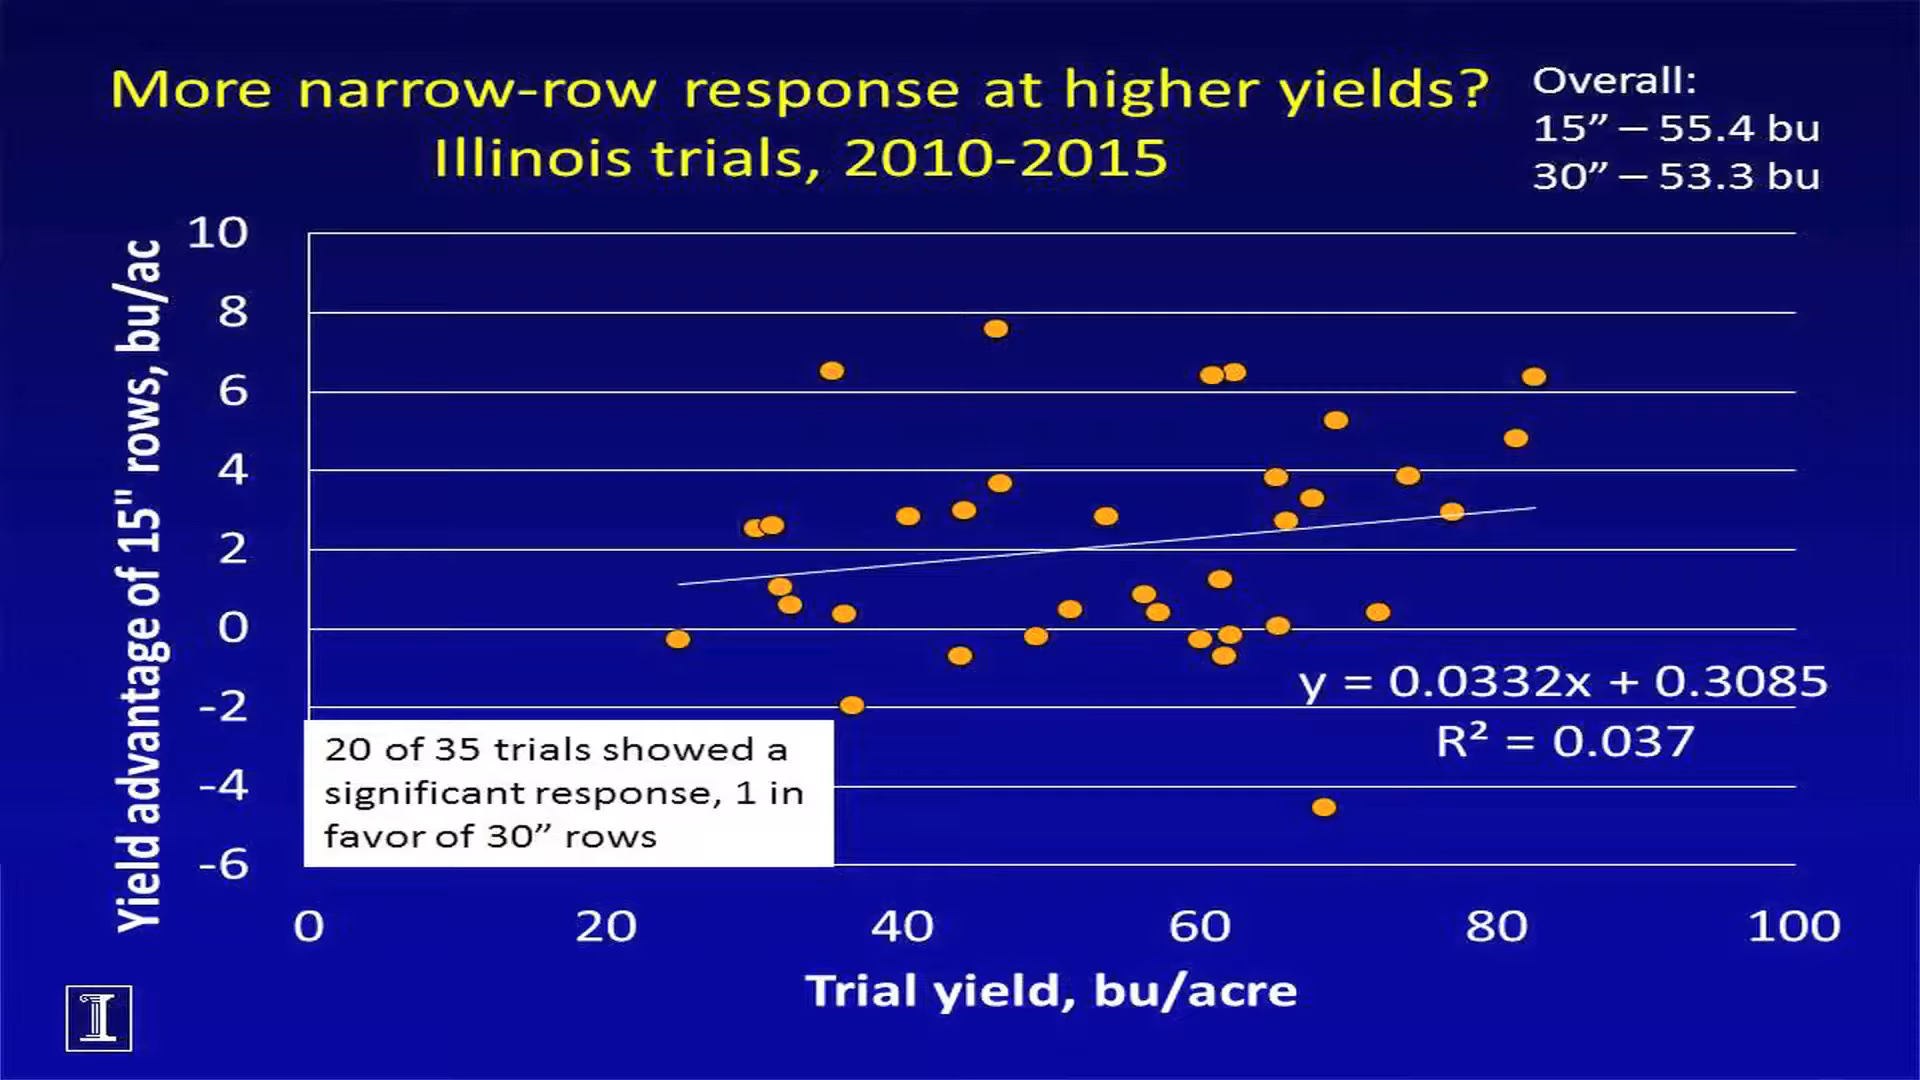 More narrow-row response at higher yields?
Illinois trials, 2010-2015
Overall:
15” – 55.4 bu
30” – 53.3 bu
Yield advantage of 15" rows, bu/ac
10
8
6
4
2
0
-2
-4
-6
y = 0.0332x + 0.3085
R² = 0.037
20 of 35 trials showed a
significant response, 1 in
favor of 30” rows
0 20 40 60 80 100
Trial yield, bu/acre
I